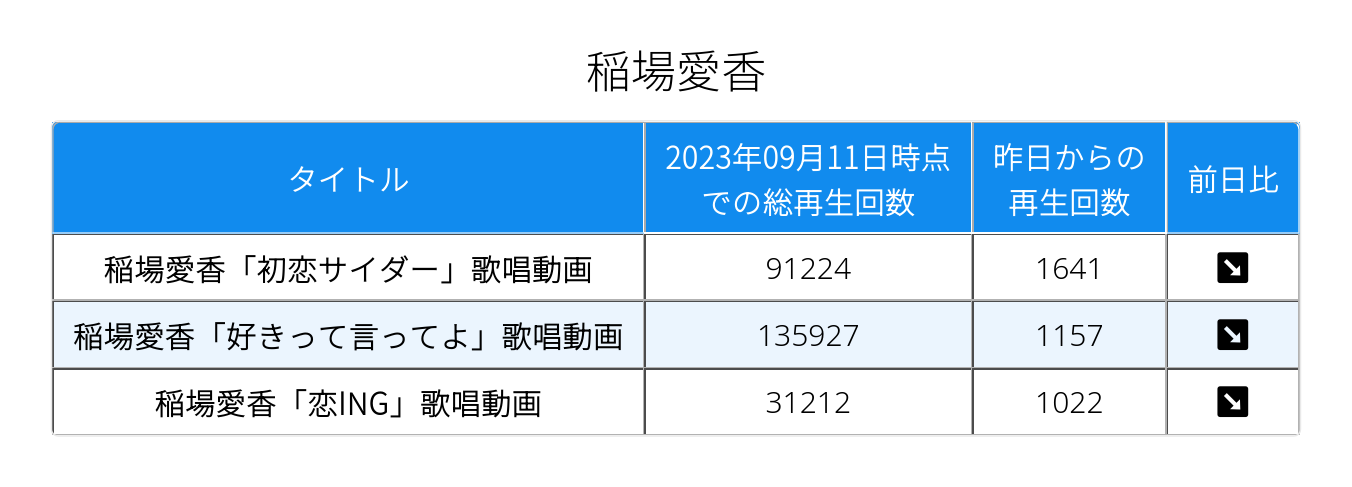 稲場愛香
タイトル
2023年09月11日時点
での総再生回数
昨日からの
再生回数
前日比
稲場愛香「初恋サイダー」歌唱動画
91224
1641
↘
稲場愛香「好きって言ってよ」歌唱動画
135927
1157
↘
稲場愛香「恋ING」歌唱動画
31212
1022
↘